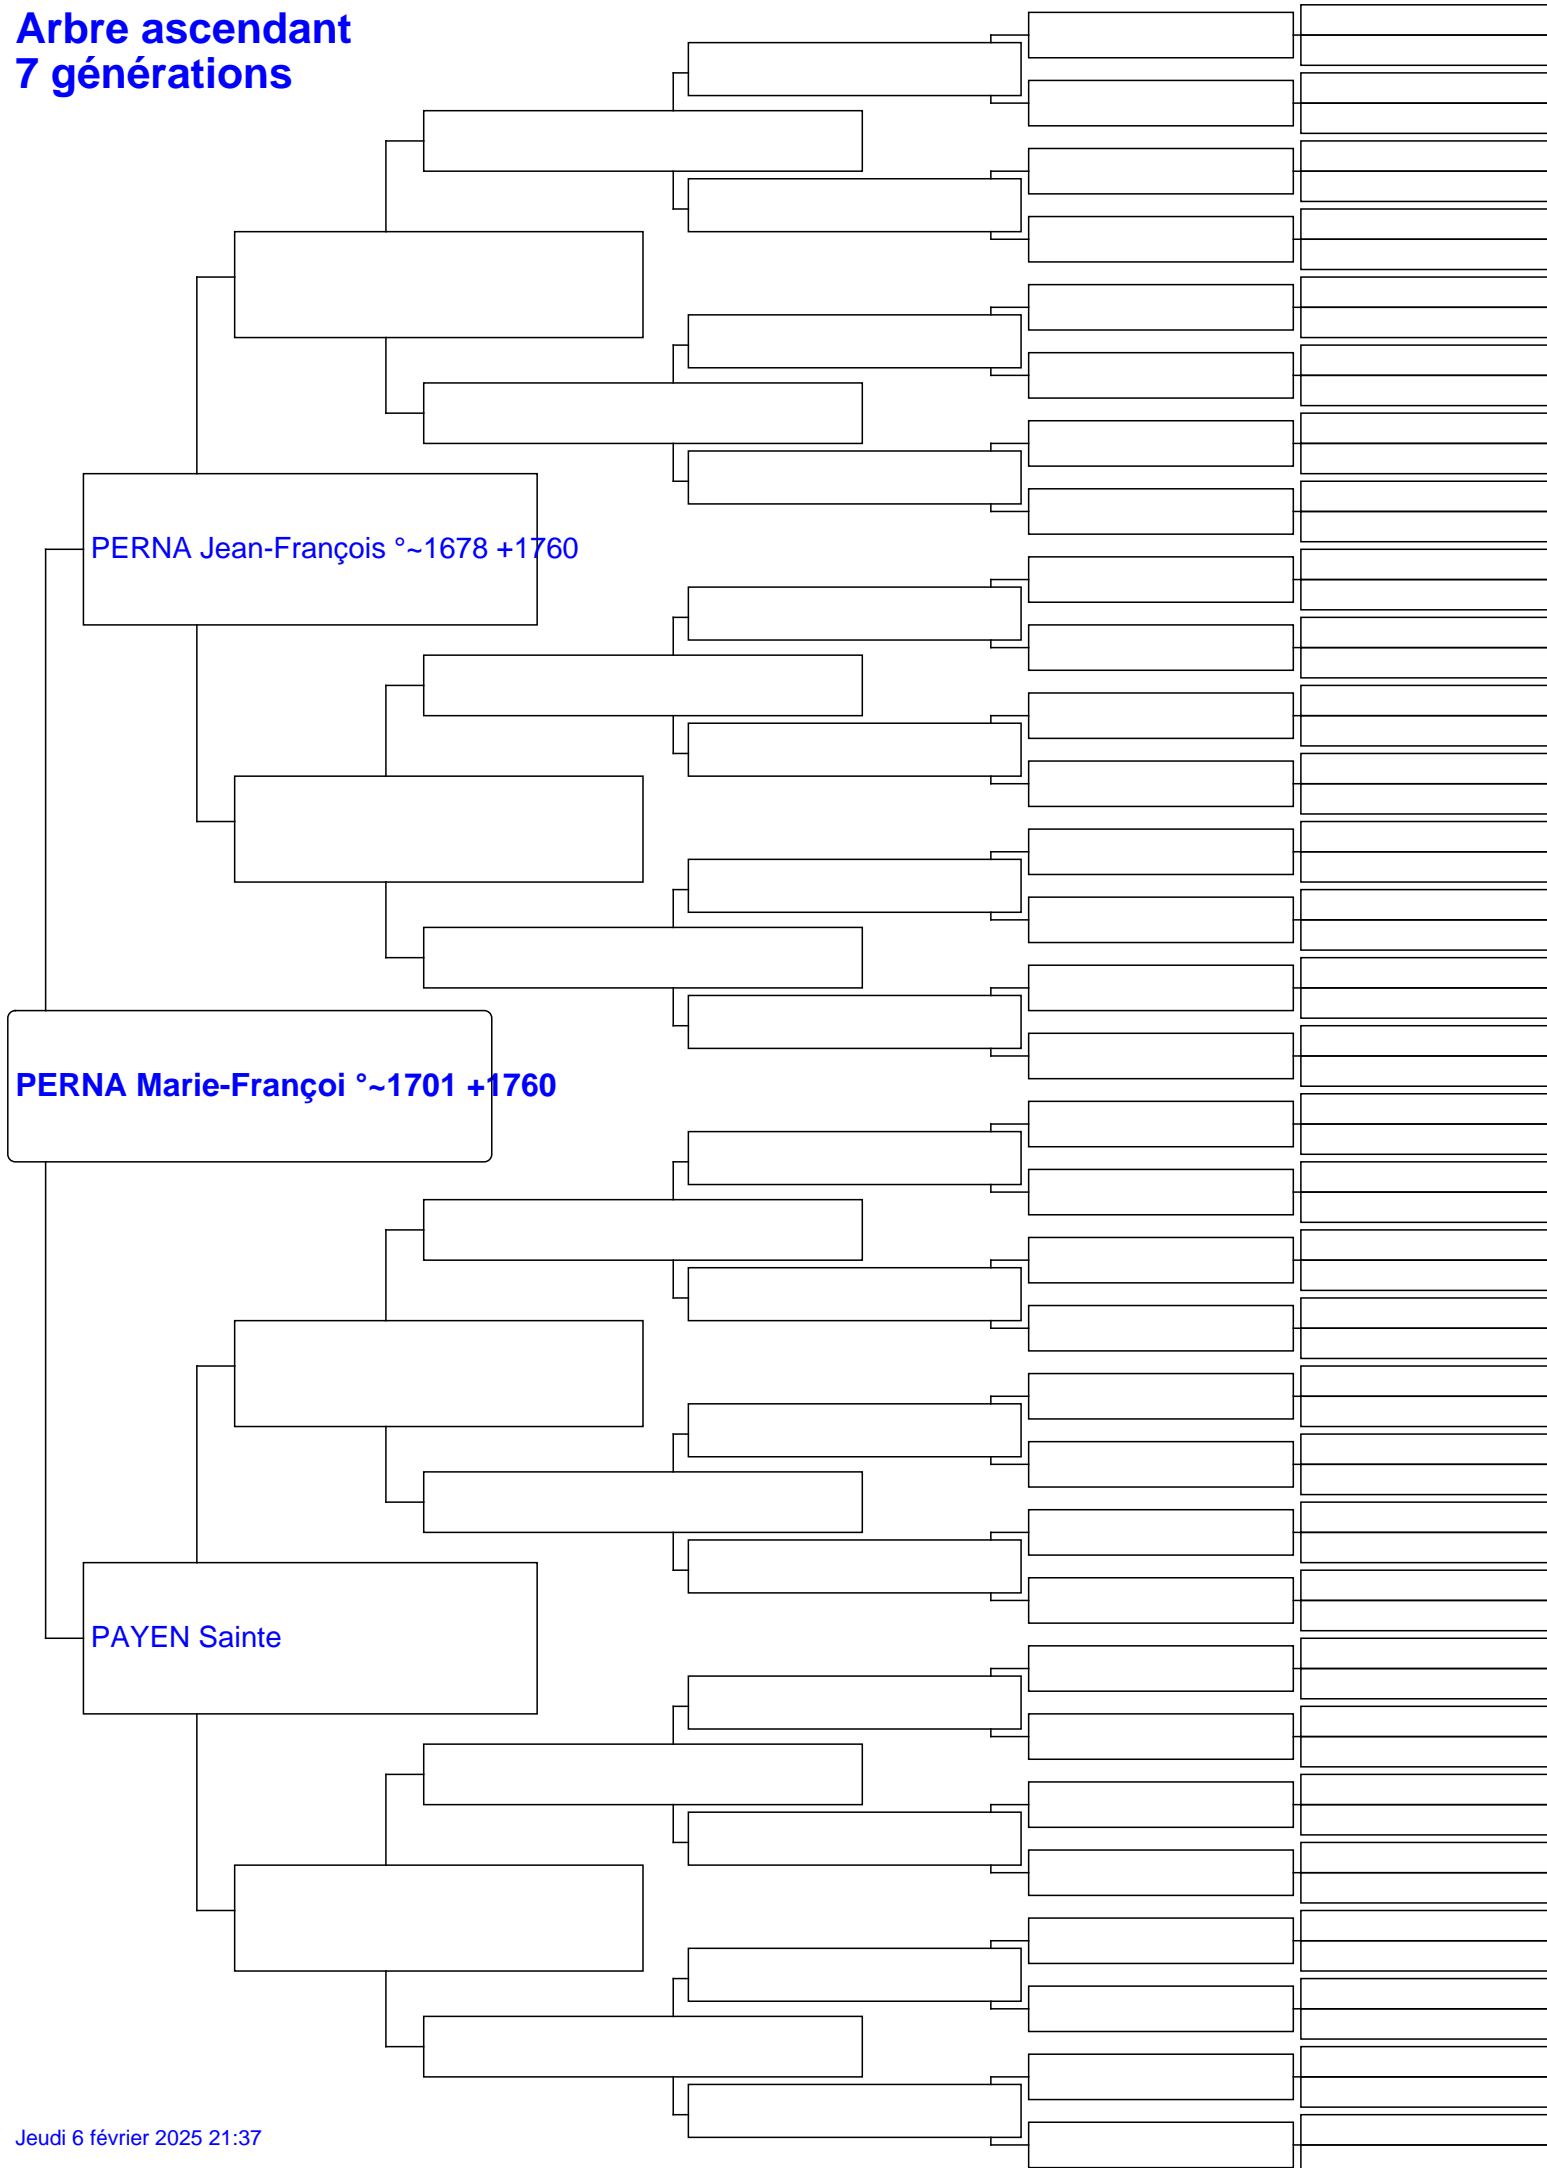 Arbre ascendant
7 générations
PERNA Jean-François °~1678 +1760
PERNA Marie-Françoi °~1701 +1760
PAYEN Sainte
Jeudi 6 février 2025 21:37